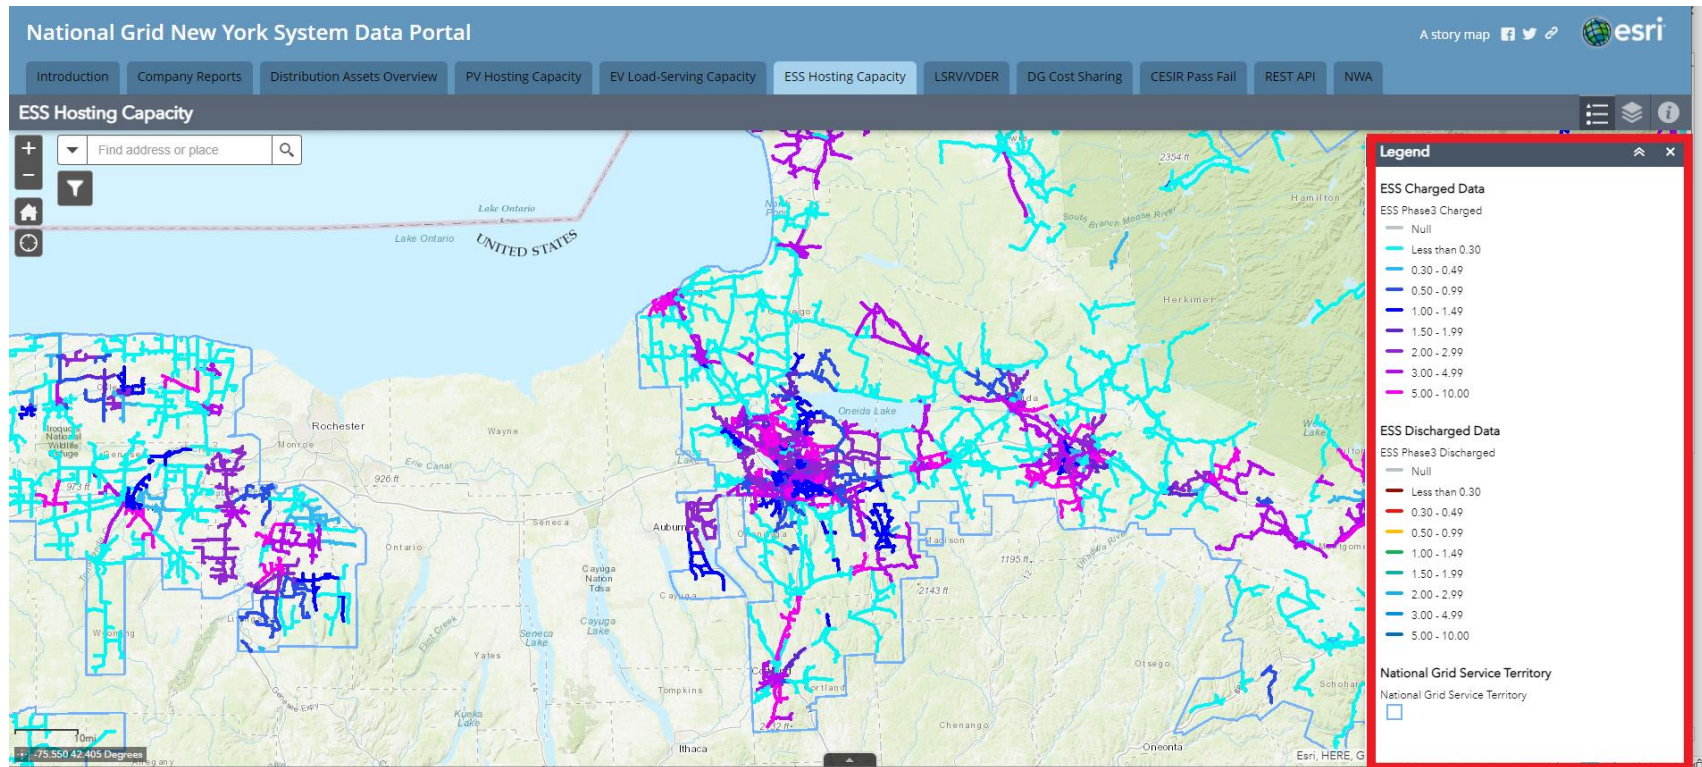 National Grid New York System Data Portal
A story map
esri
Introduction
Company Reports
Distribution Assets Overview
PV Hosting Capacity
EV Load-Serving Capacity
ESS Hosting Capacity
LSRV/VDER
DG Cost Sharing
CESIR Pass Fail
REST API
NWA
ESS Hosting Capacity
Find address or place
Lake Ontario
Lake Ontario
UNITED STATES
2354 ft
Hamilton
South Branch Moose River
Herkimer
Rochester
Monroe
Wayne
Erie Canal
926 ft
973 ft
Iroquois
National
Wildlife
Refuge
Oneida Lake
Seneca
Auburn
Ontario
Cayuga
Nation
Tdsa
Cayuga
Madison
1195 ft
2143 ft
Wyoming
Flint Creek
Seneca
Lake
Cayuga
Lake
Yates
Tompkins
Keuka
Lake
Otsego
Chenango
Ithaca
Oneonta
10mi
-75.550 42.405 Degrees
Allegany
Esri, HERE, G
Legend
ESS Charged Data
ESS Phase3 Charged
Null
Less than 0.30
0.30 - 0.49
0.50 - 0.99
1.00 - 1.49
1.50 - 1.99
2.00 - 2.99
3.00 - 4.99
5.00 - 10.00
ESS Discharged Data
ESS Phase3 Discharged
Null
Less than 0.30
0.30 - 0.49
0.50 - 0.99
1.00 - 1.49
1.50 - 1.99
2.00 - 2.99
3.00 - 4.99
5.00 - 10.00
National Grid Service Territory
National Grid Service Territory